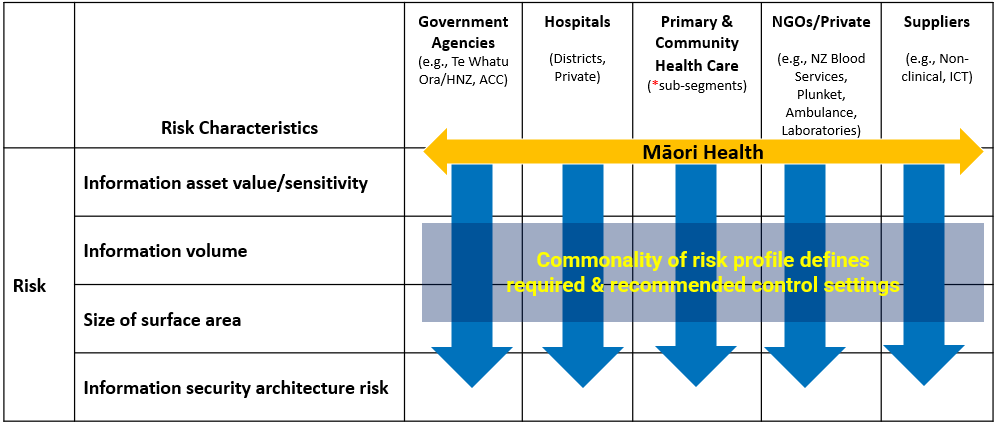 Risk Characteristics
Government
Agencies
(e.g., Te Whatu
Ora/HNZ, ACC)
Hospitals
(Districts,
Private)
Primary &
Community
Health Care
(*sub-segments)
NGOs/Private
(e.g., NZ Blood
Services,
Plunket,
Ambulance,
Laboratories)
Suppliers
(e.g., Non-
clinical, ICT)
Māori Health
Risk
Information asset value/sensitivity
Information volume
Size of surface area
Information security architecture risk
Commonality of risk profile defines
required & recommended control settings